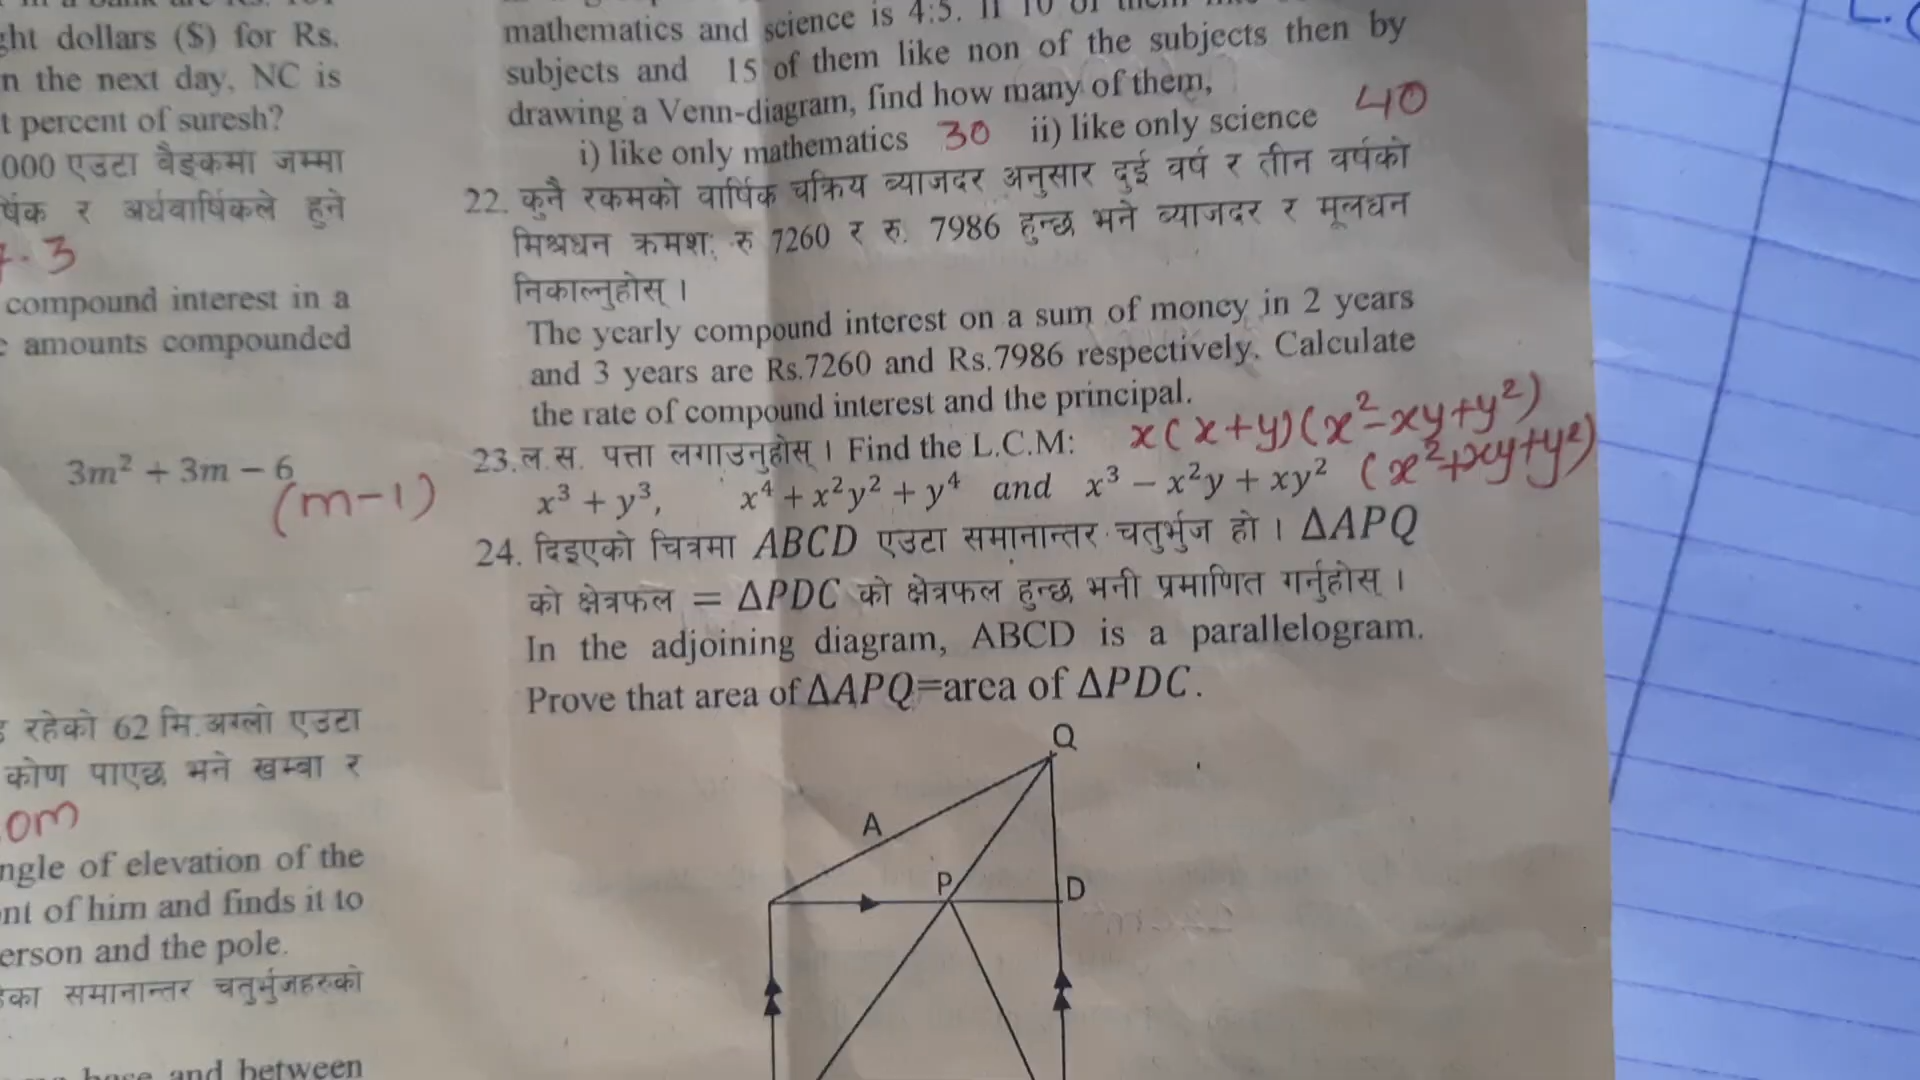 ght dollars ($) for Rs.
n the next day, NC is
t percent of suresh?
000 एउटा बैङ्कमा जम्मा
र्षिक र अर्धवार्षिकले हुने
3
compound interest in a
amounts compounded
3m² + 3m − 6
(m-1)
रहेको 62 मि.अग्लो एउटा
कोण पाएछ भने खम्बा र
om
ngle of elevation of the
nt of him and finds it to
erson and the pole.
का समानान्तर चतुर्भुजहरुको
base and between
mathematics and science is 4:5. If 10 of them like
subjects and 15 of them like non of the subjects then by
drawing a Venn-diagram, find how many of them,
i) like only mathematics 30 ii) like only science 40
22. कुनै रकमको वार्षिक चक्रिय ब्याजदर अनुसार दुई वर्ष र तीन वर्षको
मिश्रधन क्रमश: रु 7260 र रु. 7986 हुन्छ भने ब्याजदर र मूलधन
निकाल्नुहोस् ।
The yearly compound interest on a sum of money in 2 years
and 3 years are Rs.7260 and Rs.7986 respectively. Calculate
the rate of compound interest and the principal.
23.ल.स. पत्ता लगाउनुहोस् । Find the L.C.M: x(x+y)(x²-xy+y²)
x³ + y³, x⁴ + x²y² + y⁴ and x³ − x²y + xy² (x²+xy+y²)
24. दिइएको चित्रमा ABCD एउटा समानान्तर चतुर्भुज हो । ΔAPQ
को क्षेत्रफल = ΔPDC को क्षेत्रफल हुन्छ भनी प्रमाणित गर्नुहोस् ।
In the adjoining diagram, ABCD is a parallelogram.
Prove that area of ΔAPQ=area of ΔPDC.
Q
A
P
D